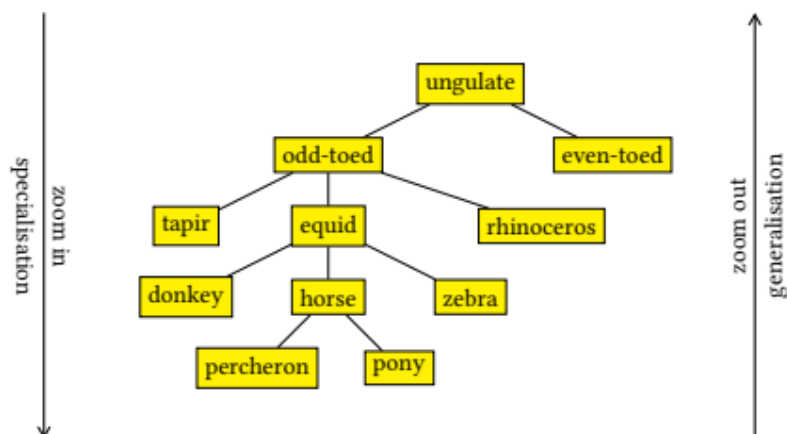 ungulate
odd-toed
even-toed
tapir
equid
rhinoceros
donkey
horse
zebra
percheron
pony
zoom in
specialisation
zoom out
generalisation